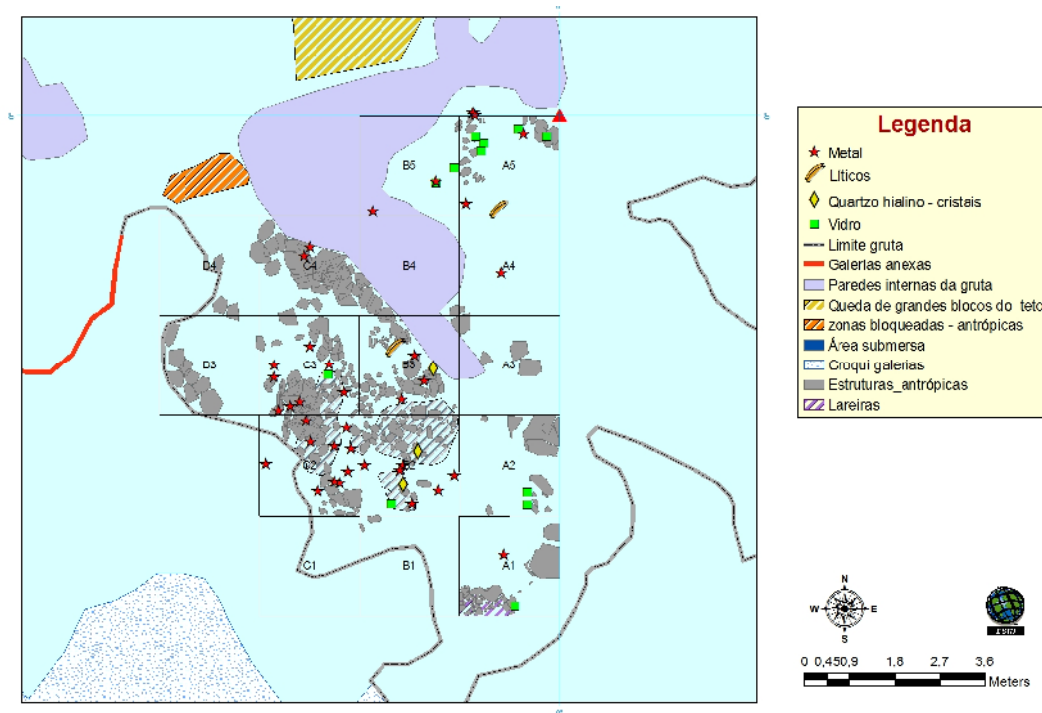 B5
A5
D4
C4
B4
A4
D3
C3
B3
A3
C2
B2
A2
C1
B1
A1
Legenda
Metal
Líticos
Quartzo hialino - cristais
Vidro
Limite gruta
Galerias anexas
Paredes internas da gruta
Queda de grandes blocos do teto
zonas bloqueadas - antrópicas
Área submersa
Croqui galerias
Estruturas_antrópicas
Lareiras
N
W E
S
0 0,450,9 1,8 2,7 3,6
Meters